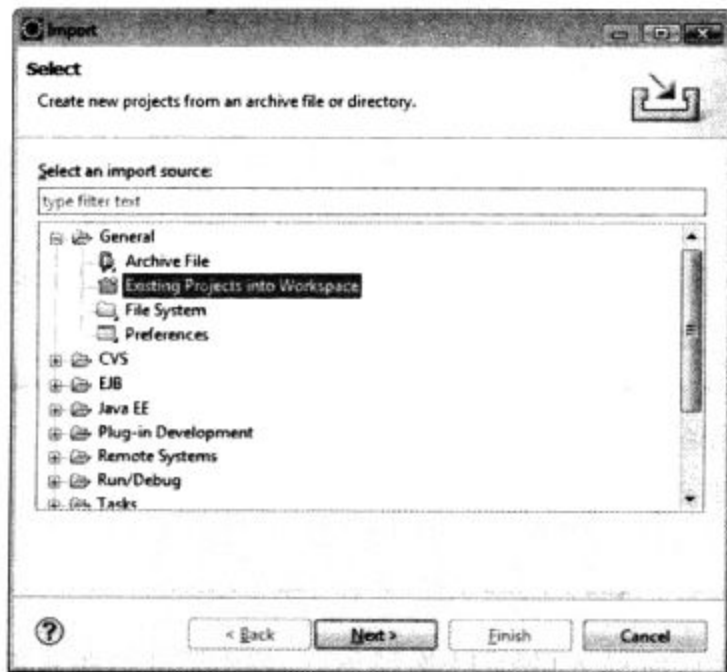 Import
Select
Create new projects from an archive file or directory.
Select an import source:
type filter text
General
Archive File
Existing Projects into Workspace
File System
Preferences
CVS
EJB
Java EE
Plug-in Development
Remote Systems
Run/Debug
Tasks
?
< Back
Next >
Finish
Cancel